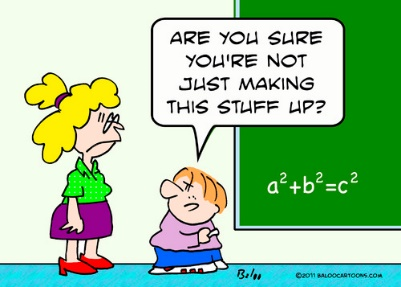 ARE YOU SURE
YOU'RE NOT
JUST MAKING
THIS STUFF UP?
a²+b²=c²
Baloo
©2011 BALOOCARTOONS.COM